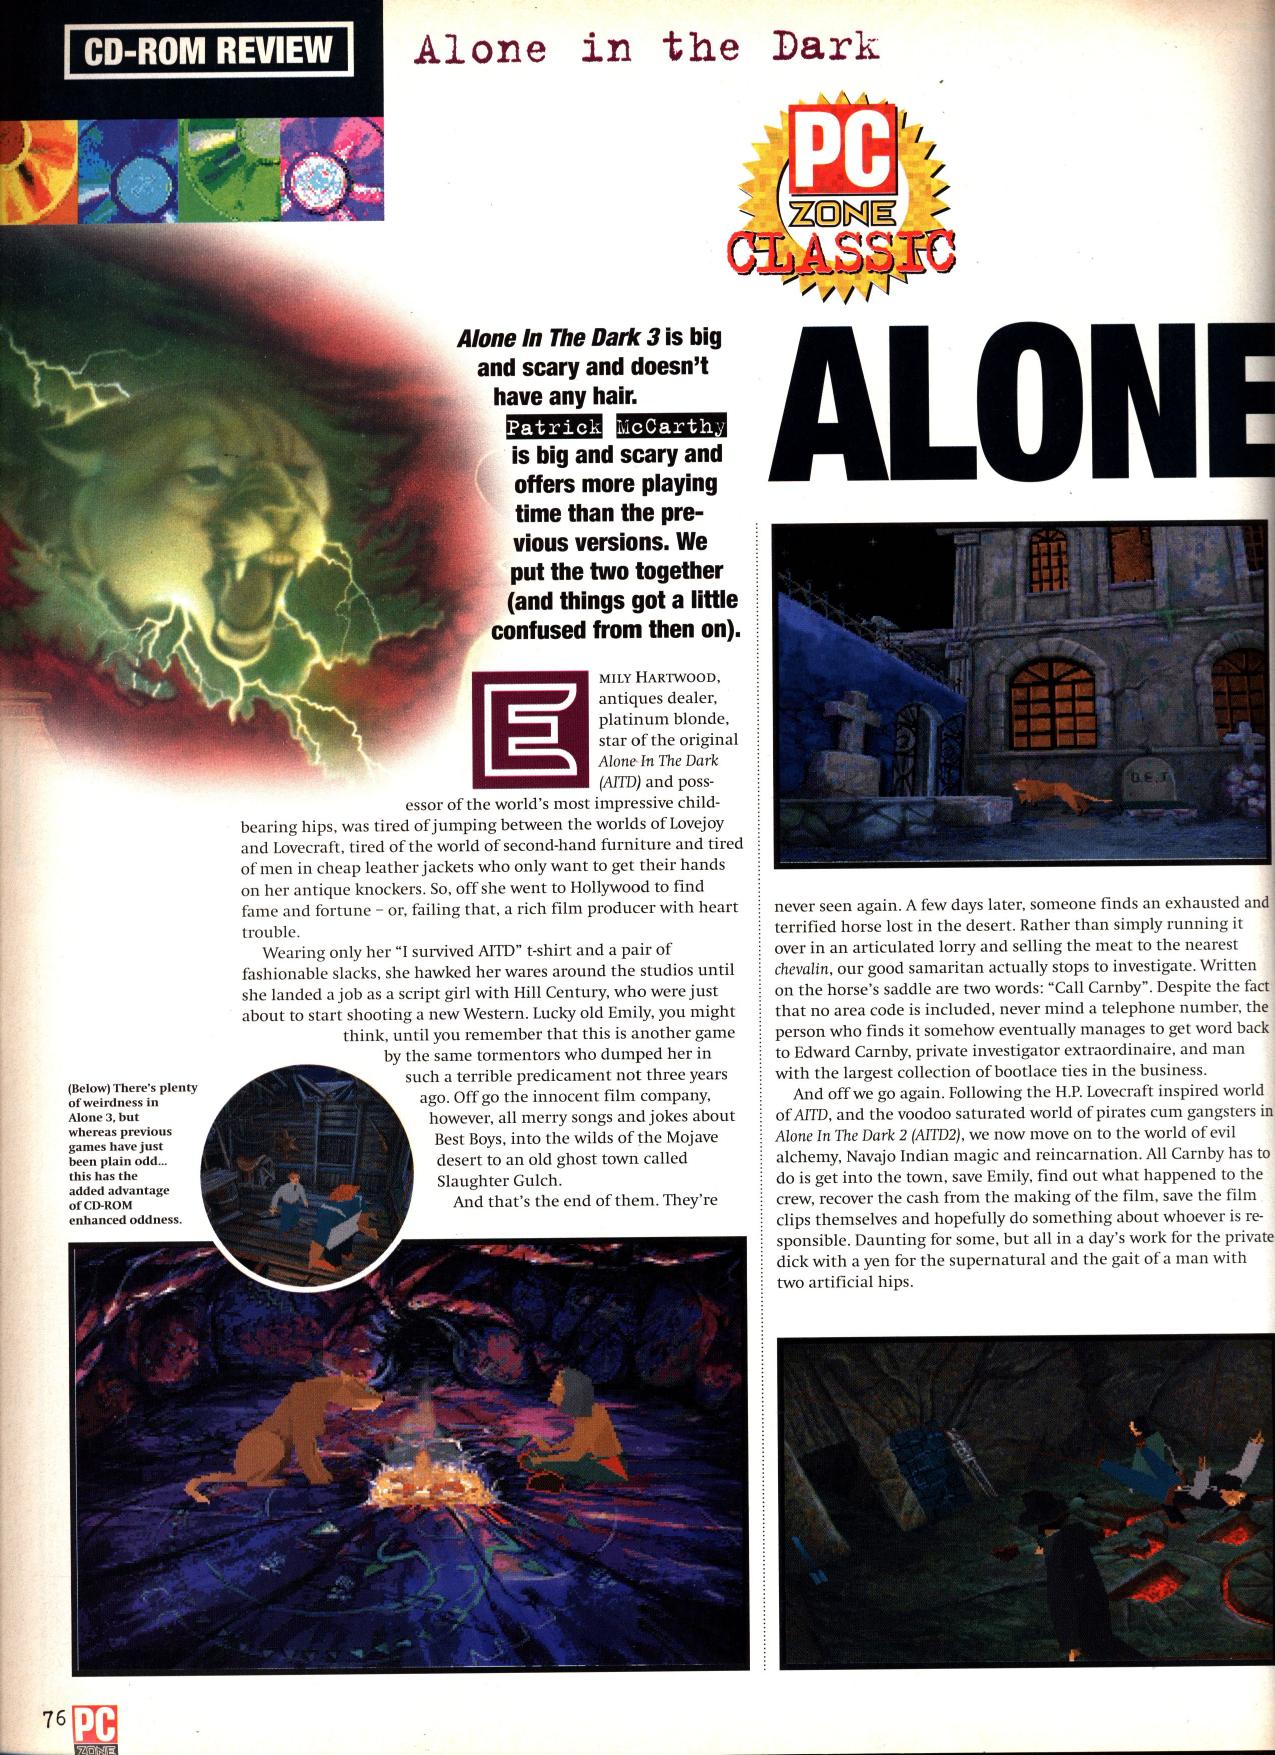 CD-ROM REVIEW
Alone in the Dark
PC
ZONE
CLASSIC
Alone In The Dark 3 is big
and scary and doesn't
have any hair.
Patrick McCarthy
is big and scary and
offers more playing
time than the pre-
vious versions. We
put the two together
(and things got a little
confused from then on).
ALONE
EMILY HARTWOOD,
antiques dealer,
platinum blonde,
star of the original
Alone In The Dark
(AITD) and poss-
essor of the world's most impressive child-
bearing hips, was tired of jumping between the worlds of Lovejoy
and Lovecraft, tired of the world of second-hand furniture and tired
of men in cheap leather jackets who only want to get their hands
on her antique knockers. So, off she went to Hollywood to find
fame and fortune – or, failing that, a rich film producer with heart
trouble.
Wearing only her “I survived AITD” t-shirt and a pair of
fashionable slacks, she hawked her wares around the studios until
she landed a job as a script girl with Hill Century, who were just
about to start shooting a new Western. Lucky old Emily, you might
think, until you remember that this is another game
by the same tormentors who dumped her in
such a terrible predicament not three years
ago. Off go the innocent film company,
however, all merry songs and jokes about
Best Boys, into the wilds of the Mojave
desert to an old ghost town called
Slaughter Gulch.
And that's the end of them. They're
(Below) There's plenty
of weirdness in
Alone 3, but
whereas previous
games have just
been plain odd...
this has the
added advantage
of CD-ROM
enhanced oddness.
G.E.T
never seen again. A few days later, someone finds an exhausted and
terrified horse lost in the desert. Rather than simply running it
over in an articulated lorry and selling the meat to the nearest
chevalin, our good samaritan actually stops to investigate. Written
on the horse's saddle are two words: “Call Carnby”. Despite the fact
that no area code is included, never mind a telephone number, the
person who finds it somehow eventually manages to get word back
to Edward Carnby, private investigator extraordinaire, and man
with the largest collection of bootlace ties in the business.
And off we go again. Following the H.P. Lovecraft inspired world
of AITD, and the voodoo saturated world of pirates cum gangsters in
Alone In The Dark 2 (AITD2), we now move on to the world of evil
alchemy, Navajo Indian magic and reincarnation. All Carnby has to
do is get into the town, save Emily, find out what happened to the
crew, recover the cash from the making of the film, save the film
clips themselves and hopefully do something about whoever is re-
sponsible. Daunting for some, but all in a day's work for the private
dick with a yen for the supernatural and the gait of a man with
two artificial hips.
76 PC
ZONE